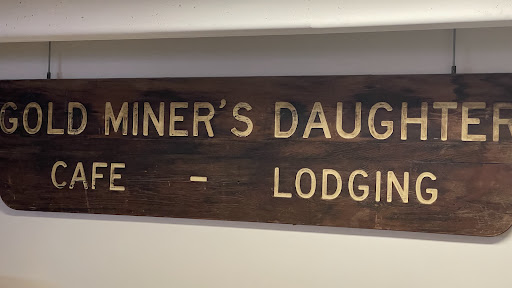 GOLD MINER'S DAUGHTER
CAFE - LODGING